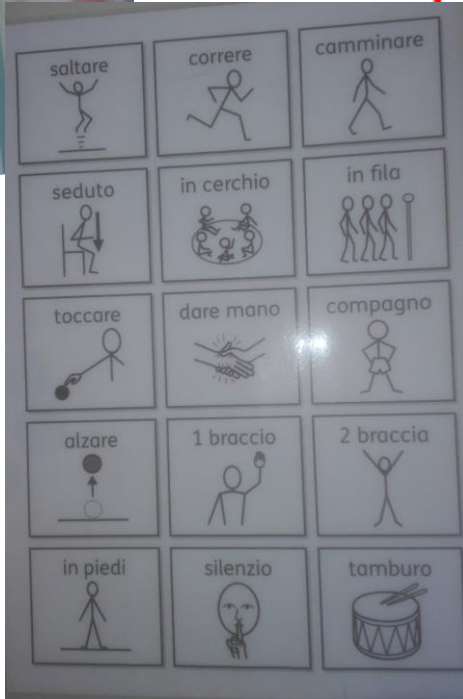 saltare
correre
camminare
seduto
in cerchio
in fila
toccare
dare mano
compagno
alzare
1 braccio
2 braccia
in piedi
silenzio
tamburo